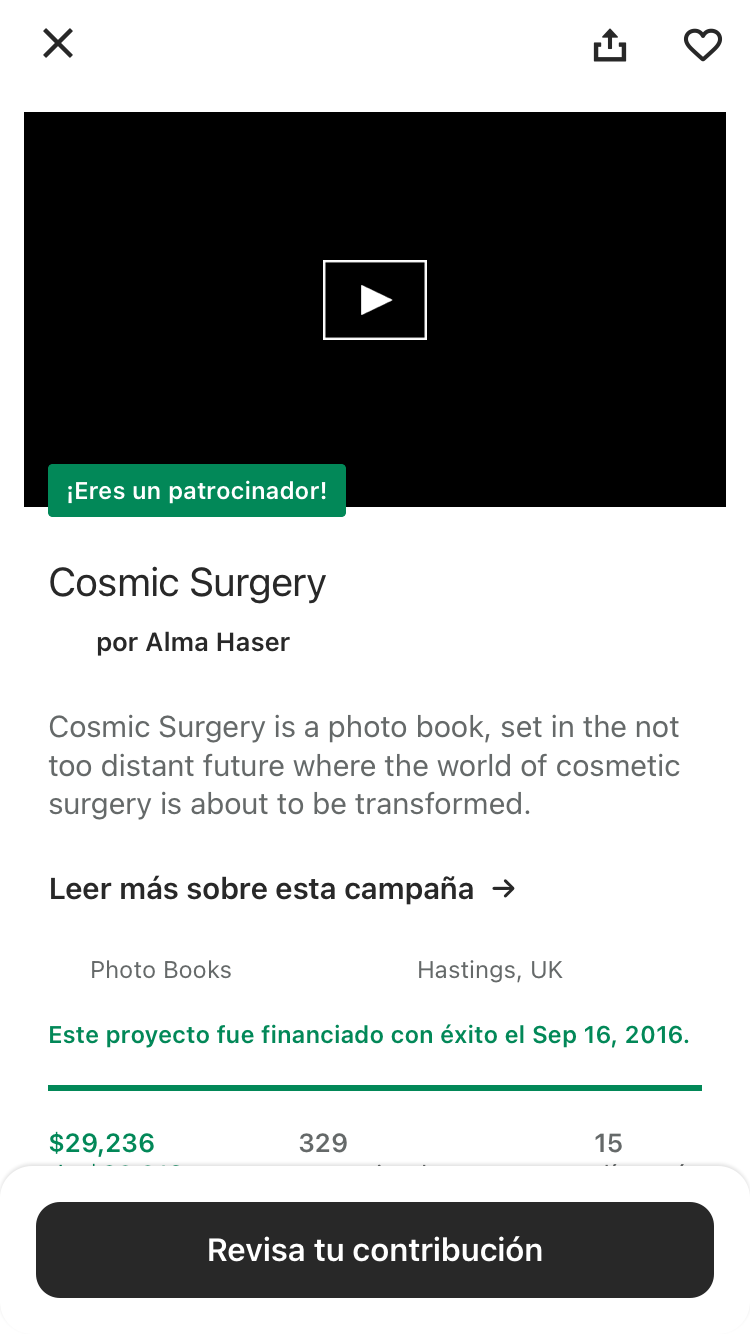 ¡Eres un patrocinador!
Cosmic Surgery
por Alma Haser
Cosmic Surgery is a photo book, set in the not
too distant future where the world of cosmetic
surgery is about to be transformed.
Leer más sobre esta campaña →
Photo Books
Hastings, UK
Este proyecto fue financiado con éxito el Sep 16, 2016.
$29,236
329
15
Revisa tu contribución